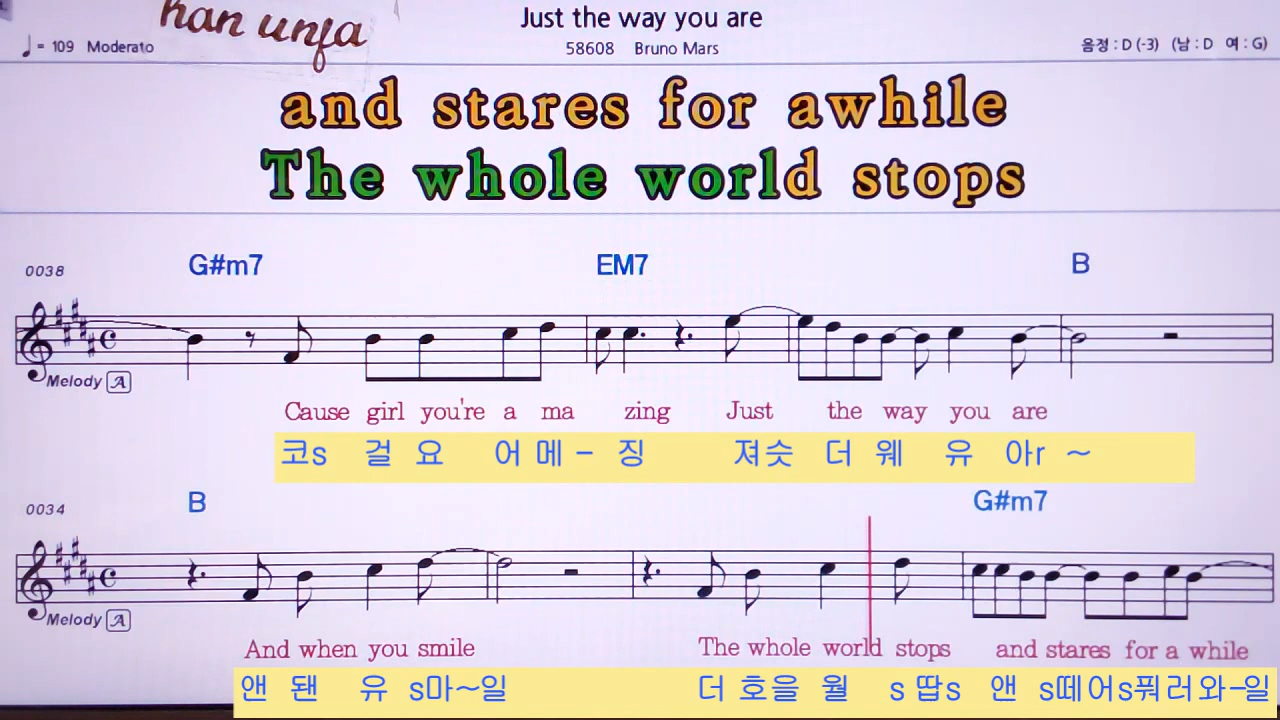 han unja
Just the way you are
♩ = 109 Moderato
58608 Bruno Mars
음정 : D (-3) (남 : D 여 : G)
and stares for awhile
The whole world stops
0038
G#m7 EM7 B
Melody A
Cause girl you're a ma zing Just the way you are
코s 걸 요 어 메 - 징 져슷 더 웨 유 아r ~
0034
B G#m7
Melody A
And when you smile The whole world stops and stares for a while
앤 됀 유 s마~일 더 호을 월 s 땁s 앤 s떼어s풔러와-일